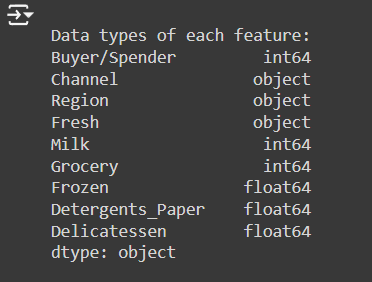 Data types of each feature:
Buyer/Spender int64
Channel object
Region object
Fresh object
Milk int64
Grocery int64
Frozen float64
Detergents_Paper float64
Delicatessen float64
dtype: object